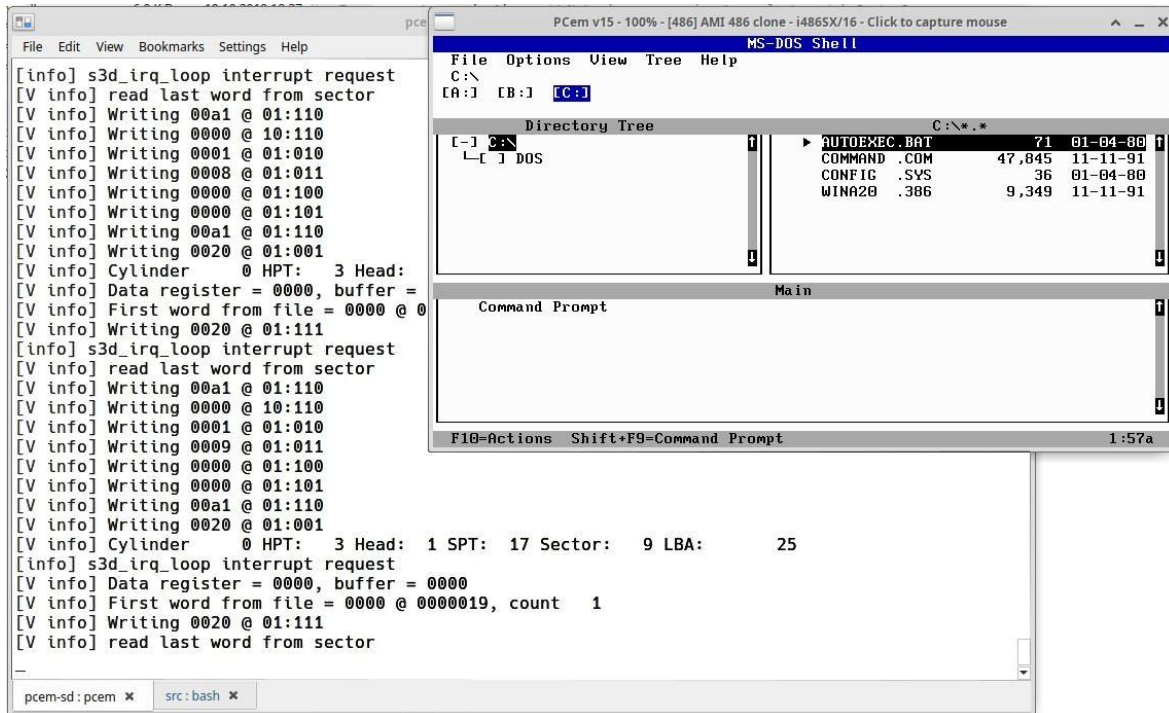 pce
File Edit View Bookmarks Settings Help
[info] s3d_irq_loop interrupt request
[V info] read last word from sector
[V info] Writing 00a1 @ 01:110
[V info] Writing 0000 @ 10:110
[V info] Writing 0001 @ 01:010
[V info] Writing 0008 @ 01:011
[V info] Writing 0000 @ 01:100
[V info] Writing 0000 @ 01:101
[V info] Writing 00a1 @ 01:110
[V info] Writing 0020 @ 01:001
[V info] Cylinder 0 HPT: 3 Head:
[V info] Data register = 0000, buffer =
[V info] First word from file = 0000 @ 0
[V info] Writing 0020 @ 01:111
[info] s3d_irq_loop interrupt request
[V info] read last word from sector
[V info] Writing 00a1 @ 01:110
[V info] Writing 0000 @ 10:110
[V info] Writing 0001 @ 01:010
[V info] Writing 0009 @ 01:011
[V info] Writing 0000 @ 01:100
[V info] Writing 0000 @ 01:101
[V info] Writing 00a1 @ 01:110
[V info] Writing 0020 @ 01:001
[V info] Cylinder 0 HPT: 3 Head: 1 SPT: 17 Sector: 9 LBA: 25
[info] s3d_irq_loop interrupt request
[V info] Data register = 0000, buffer = 0000
[V info] First word from file = 0000 @ 0000019, count 1
[V info] Writing 0020 @ 01:111
[V info] read last word from sector
pcem-sd : pcem src : bash
PCem v15 - 100% - [486] AMI 486 clone - i486SX/16 - Click to capture mouse
MS-DOS Shell
File Options View Tree Help
C:\
[A:] [B:] [C:]
Directory Tree C:\*.*
[-] C:\ AUTOEXEC.BAT 71 01-04-80
[ ] DOS COMMAND .COM 47,845 11-11-91
CONFIG .SYS 36 01-04-80
WINA20 .386 9,349 11-11-91
Main
Command Prompt
F10=Actions Shift+F9=Command Prompt 1:57a